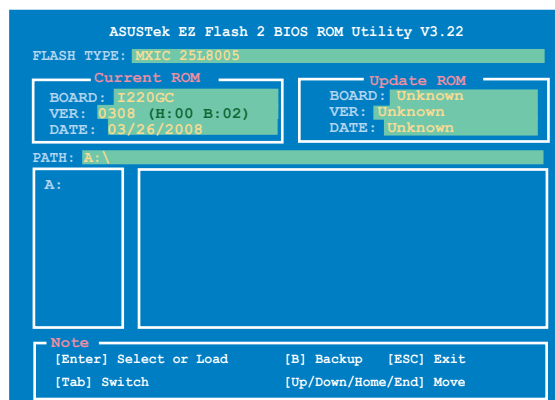 ASUSTek EZ Flash 2 BIOS ROM Utility V3.22
FLASH TYPE: MXIC 25L8005
Current ROM
BOARD: I220GC
VER: 0308 (H:00 B:02)
DATE: 03/26/2008
Update ROM
BOARD: Unknown
VER: Unknown
DATE: Unknown
PATH: A:\
A:
Note
[Enter] Select or Load [B] Backup [ESC] Exit
[Tab] Switch [Up/Down/Home/End] Move